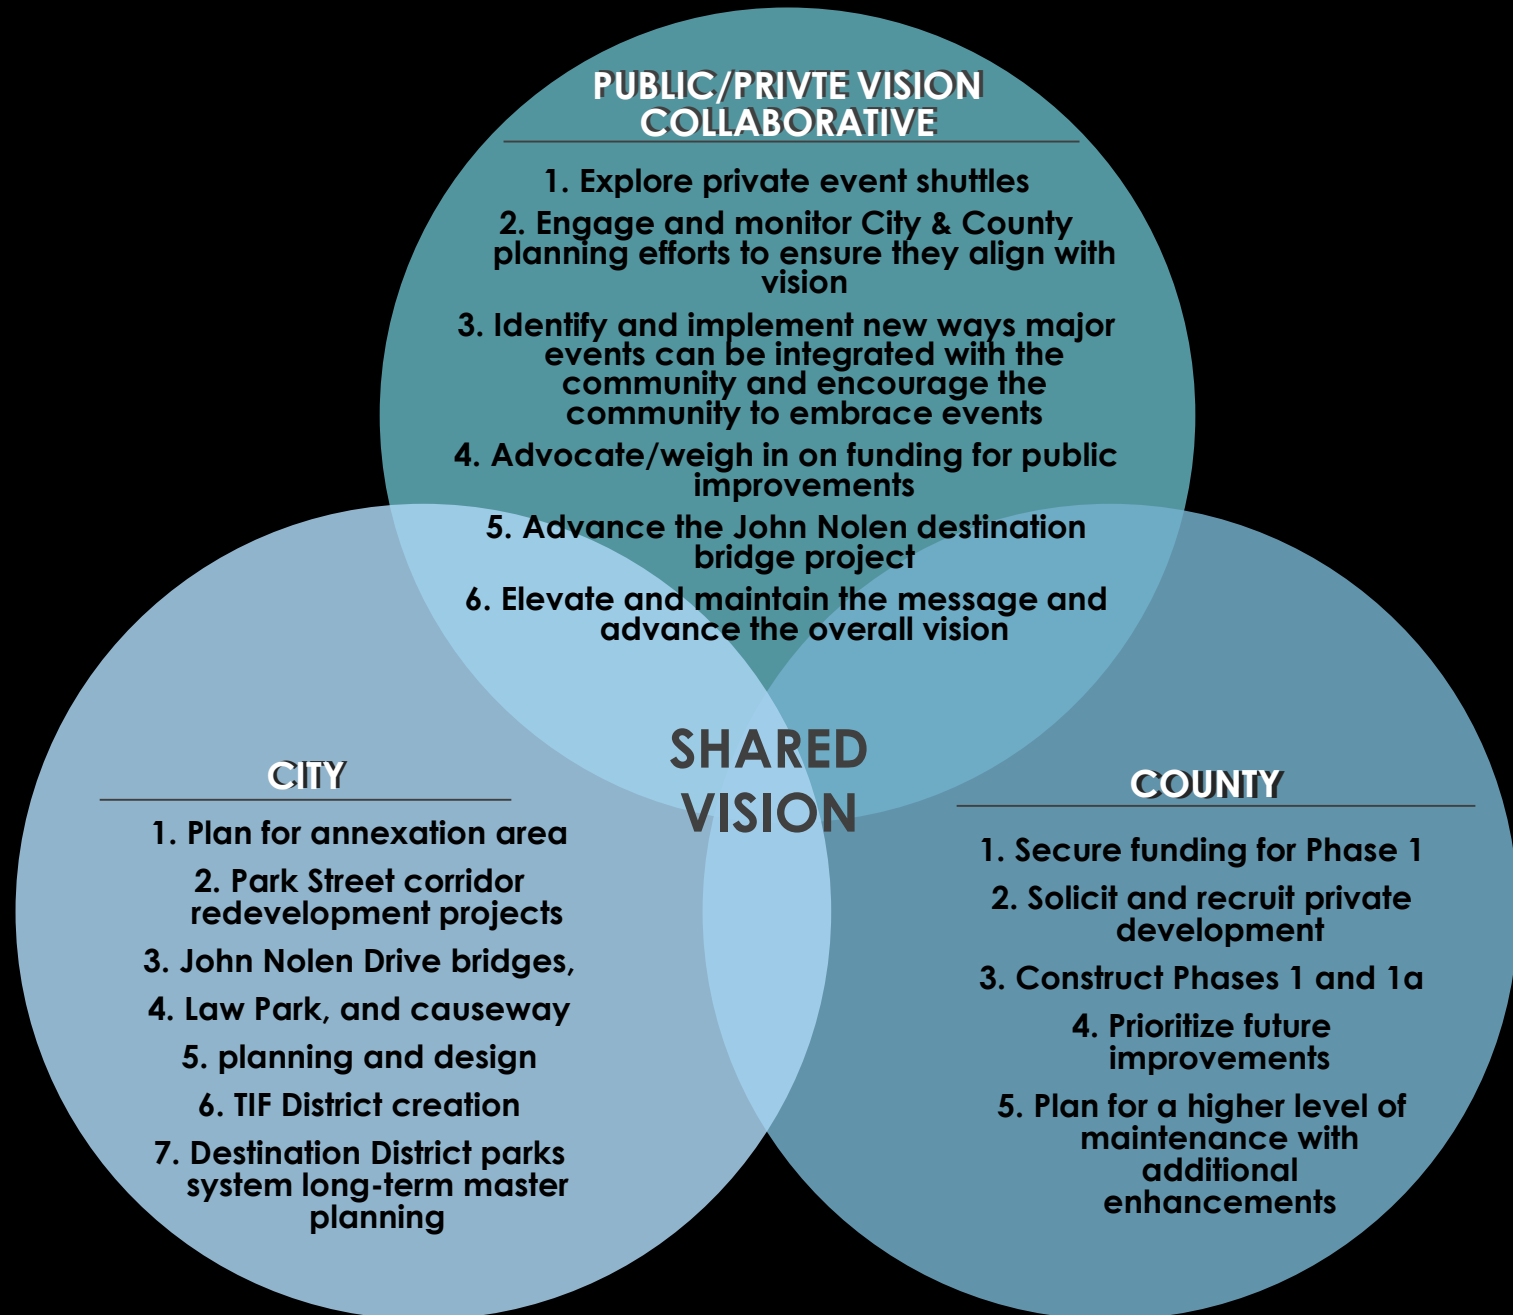 PUBLIC/PRIVTE VISION
COLLABORATIVE
1. Explore private event shuttles
2. Engage and monitor City & County
planning efforts to ensure they align with
vision
3. Identify and implement new ways major
events can be integrated with the
community and encourage the
community to embrace events
4. Advocate/weigh in on funding for public
improvements
5. Advance the John Nolen destination
bridge project
6. Elevate and maintain the message and
advance the overall vision
SHARED
VISION
CITY
1. Plan for annexation area
2. Park Street corridor
redevelopment projects
3. John Nolen Drive bridges,
4. Law Park, and causeway
5. planning and design
6. TIF District creation
7. Destination District parks
system long-term master
planning
COUNTY
1. Secure funding for Phase 1
2. Solicit and recruit private
development
3. Construct Phases 1 and 1a
4. Prioritize future
improvements
5. Plan for a higher level of
maintenance with
additional
enhancements